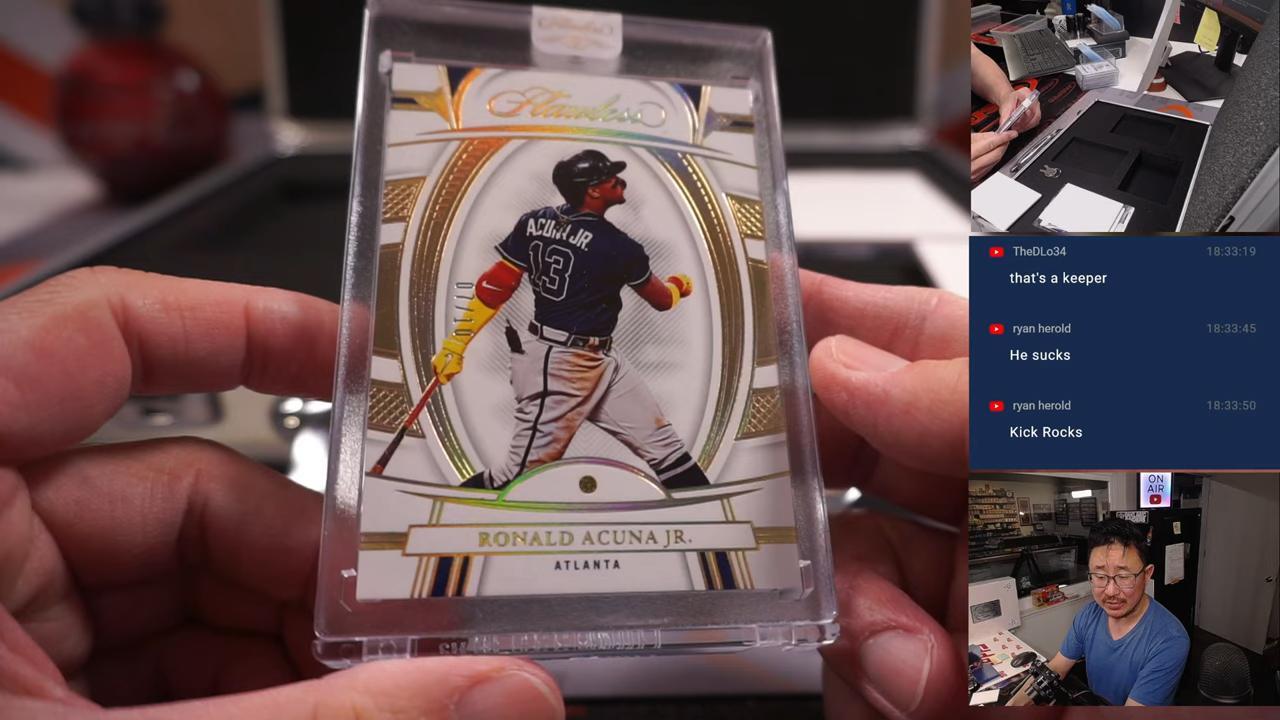 Flawless
ACUNA JR.
13
RONALD ACUNA JR.
ATLANTA
TheDLo34 18:33:19
that's a keeper
ryan herold 18:33:45
He sucks
ryan herold 18:33:50
Kick Rocks
ON
AIR